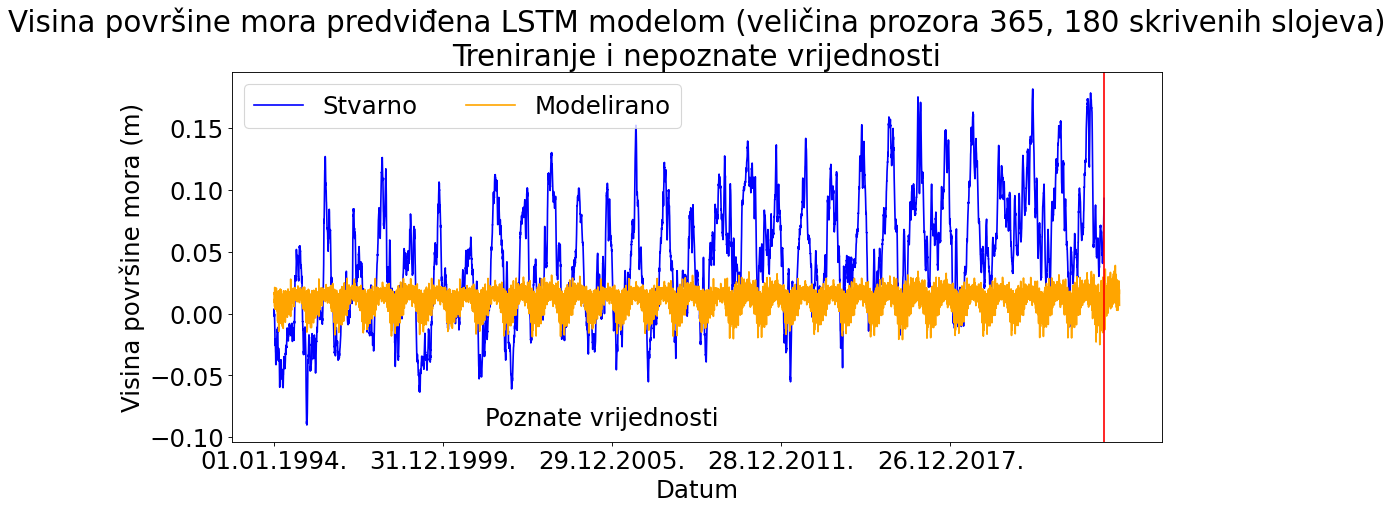 Visina površine mora predviđena LSTM modelom (veličina prozora 365, 180 skrivenih slojeva)
Treniranje i nepoznate vrijednosti
Stvarno Modelirano
Visina površine mora (m)
0.15
0.10
0.05
0.00
−0.05
−0.10
Poznate vrijednosti
01.01.1994. 31.12.1999. 29.12.2005. 28.12.2011. 26.12.2017.
Datum